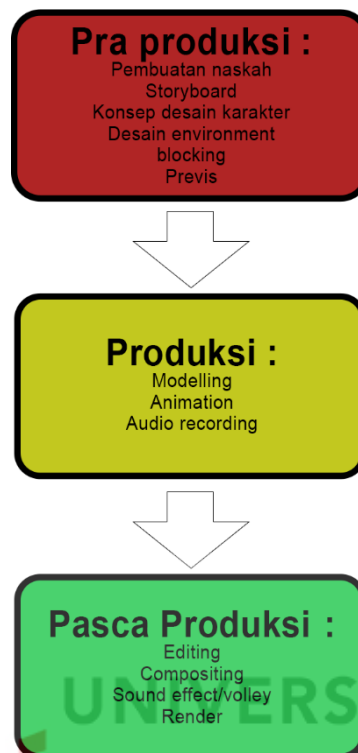 Pra produksi :
Pembuatan naskah
Storyboard
Konsep desain karakter
Desain environment
blocking
Previs
Produksi :
Modelling
Animation
Audio recording
Pasca Produksi :
Editing
Compositing
Sound effect/volley
Render
UNIVERS